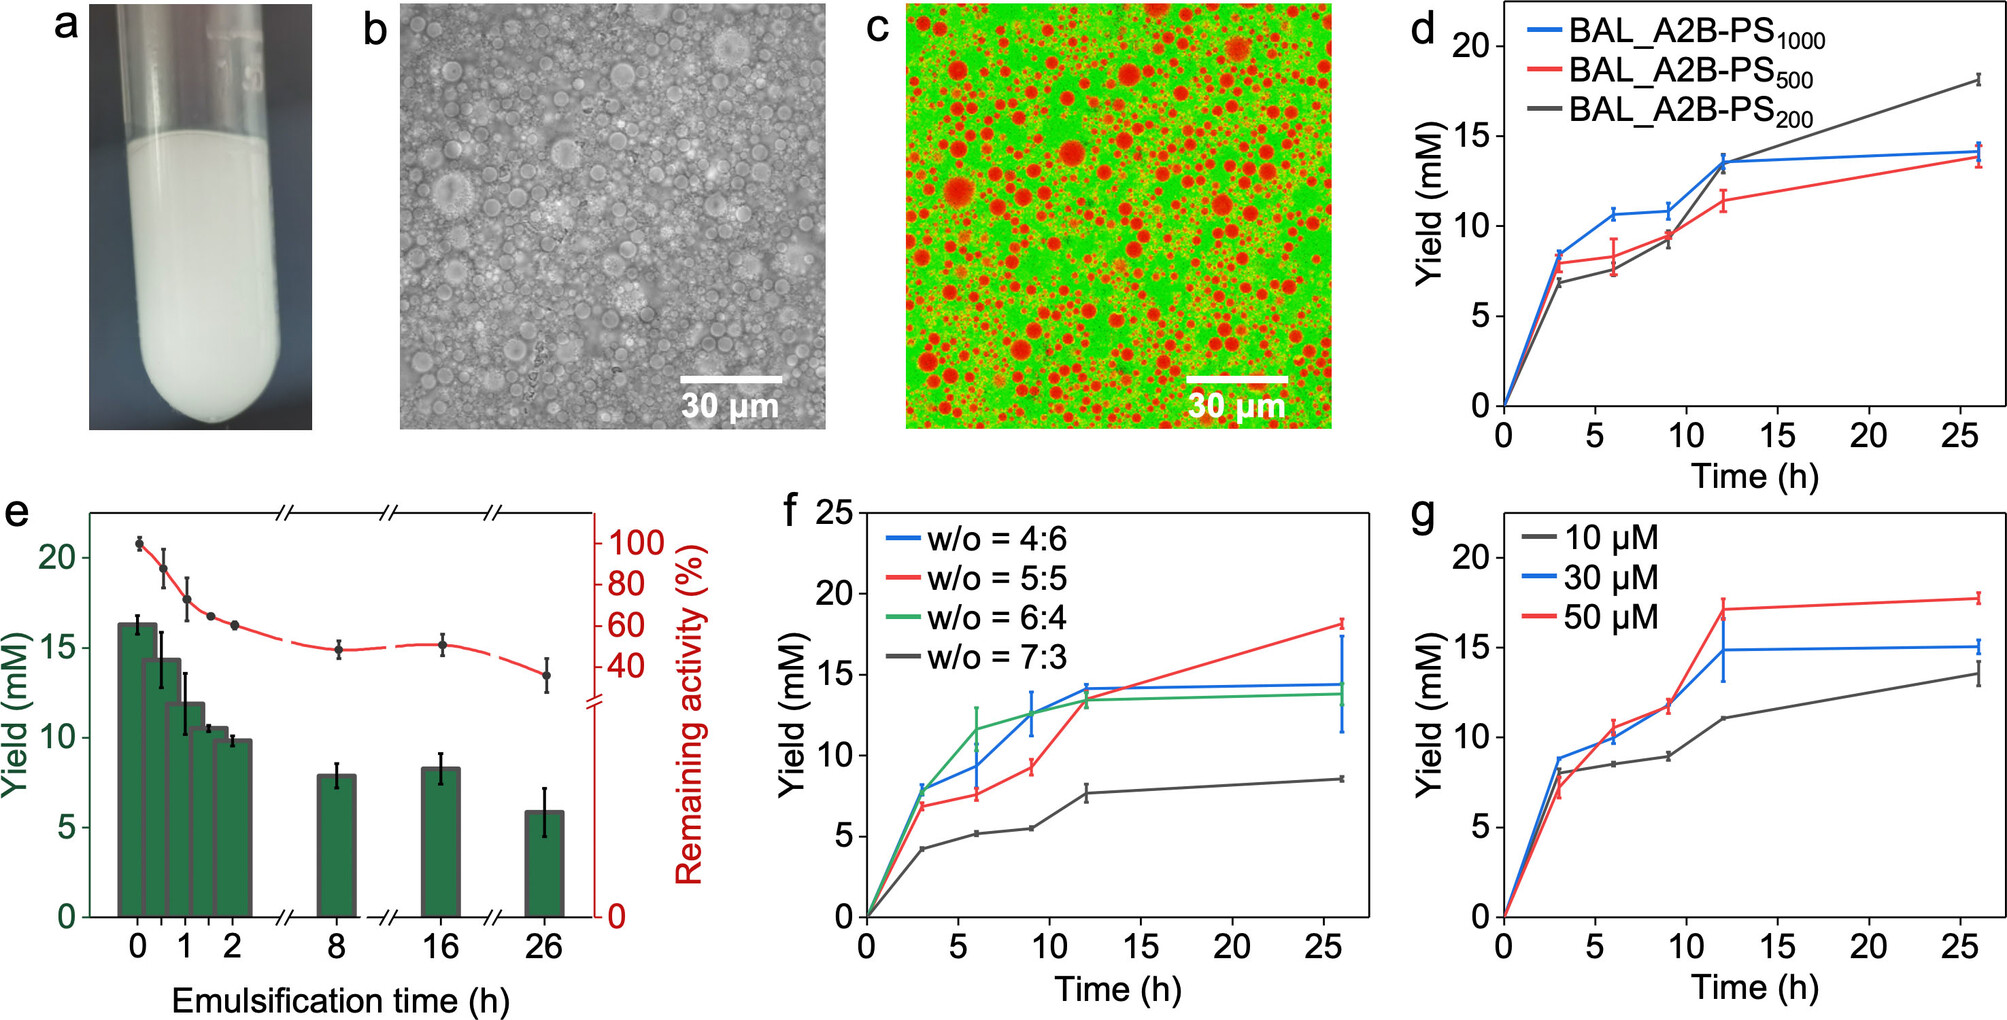 a
b
30 µm
c
30 µm
d
BAL_A2B-PS1000
BAL_A2B-PS500
BAL_A2B-PS200
Yield (mM)
20
15
10
5
0
0 5 10 15 20 25
Time (h)
e
Yield (mM)
20
15
10
5
0
100
80
60
40
0
Remaining activity (%)
0 1 2 8 16 26
Emulsification time (h)
f
w/o = 4:6
w/o = 5:5
w/o = 6:4
w/o = 7:3
Yield (mM)
25
20
15
10
5
0
0 5 10 15 20 25
Time (h)
g
10 µM
30 µM
50 µM
Yield (mM)
20
15
10
5
0
0 5 10 15 20 25
Time (h)